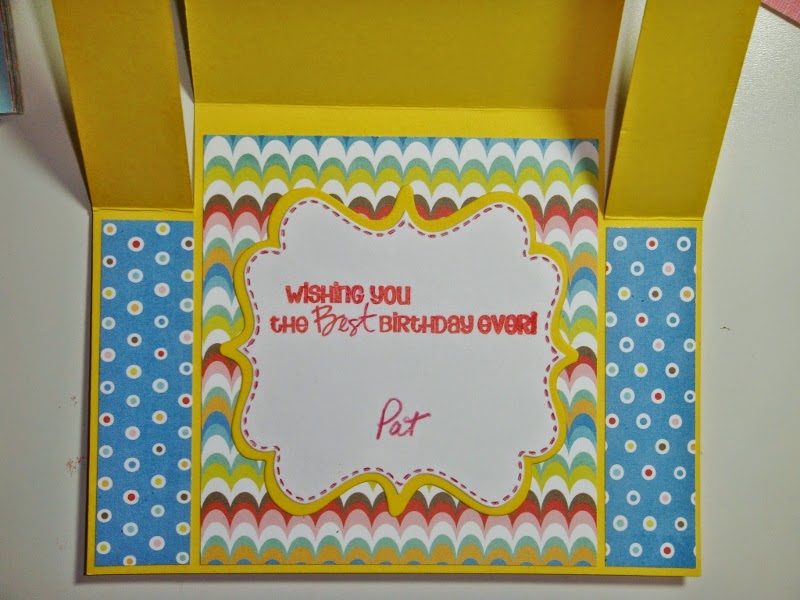 wishing you
the Best Birthday ever!
Pat